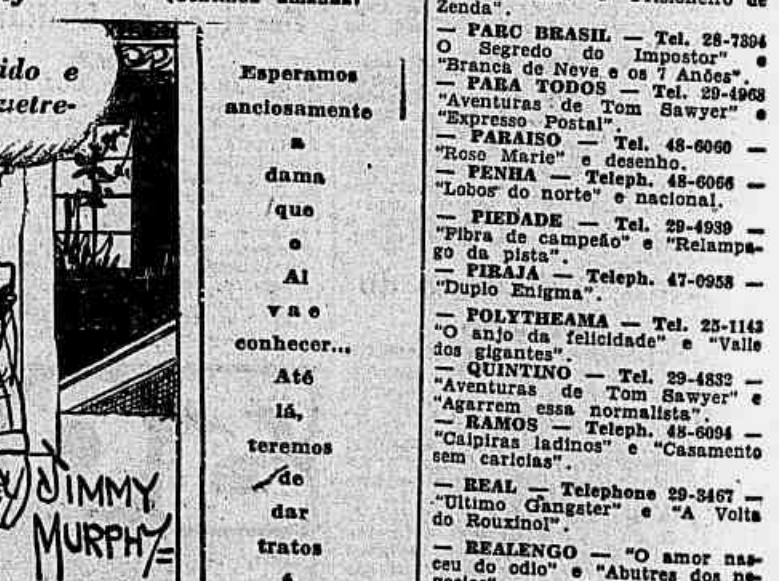 ido e
uetre-
JIMMY
MURPHY
Esperamos
anciosamente
a
dama
que
o
Al
vae
conhecer...
Até
lá,
teremos
de
dar
tratos
Zenda".
— PARC BRASIL — Tel. 28-7394
O Segredo do Impostor" e
"Branca de Neve e os 7 Anões".
— PARA TODOS — Tel. 29-4968
"Aventuras de Tom Sawyer" e
"Expresso Postal".
— PARAISO — Tel. 48-6060 —
"Rose Marie" e desenho.
— PENHA — Teleph. 48-6066 —
"Lobos do norte" e nacional.
— PIEDADE — Tel. 29-4939 —
"Fibra de campeão" e "Relampa-
go da pista".
— PIRAJA — Teleph. 47-0958 —
"Duplo Enigma".
— POLYTHEAMA — Tel. 25-1143
"O anjo da felicidade" e "Valle
dos gigantes".
— QUINTINO — Tel. 29-4832 —
"Aventuras de Tom Sawyer" e
"Agarrem essa normalista".
— RAMOS — Teleph. 48-6094 —
"Caipiras ladinos" e "Casamento
sem caricias".
— REAL — Telephone 29-3467 —
"Ultimo Gangster" e "A Volta
do Rouxinol".
— REALENGO — "O amor nas-
ceu do odio" e "Abutres dos ne-